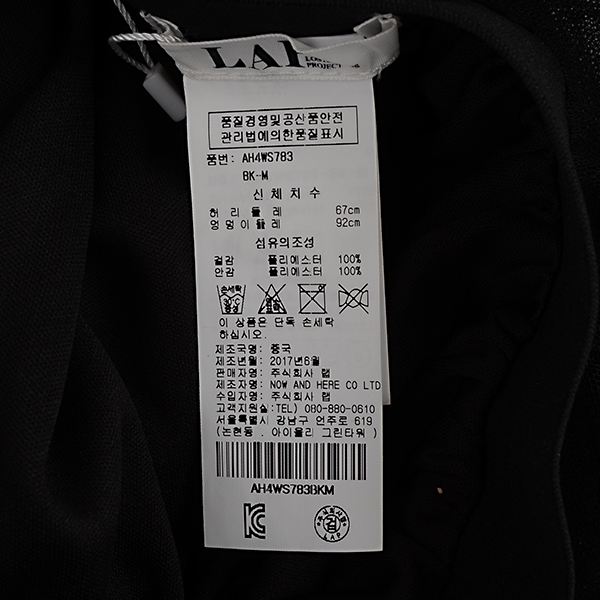 품질경영및공산품안전
관리법에의한품질표시
품번: AH4WS783
BK-M
신 체 치 수
허 리 둘 레 67cm
엉 덩 이 둘 레 92cm
섬유의조성
겉감 폴리에스터 100%
안감 폴리에스터 100%
손세탁
30℃
중성
이 상품은 단독 손세탁
하십시오.
제조국명: 중국
제조년월: 2017년6월
판매자명: 주식회사 랩
제조자명: NOW AND HERE CO LTD
수입자명: 주식회사 랩
고객지원실:TEL) 080-880-0610
서울특별시 강남구 언주로 619
(논현동 . 아이올리 그린타워 )
AH4WS783BKM